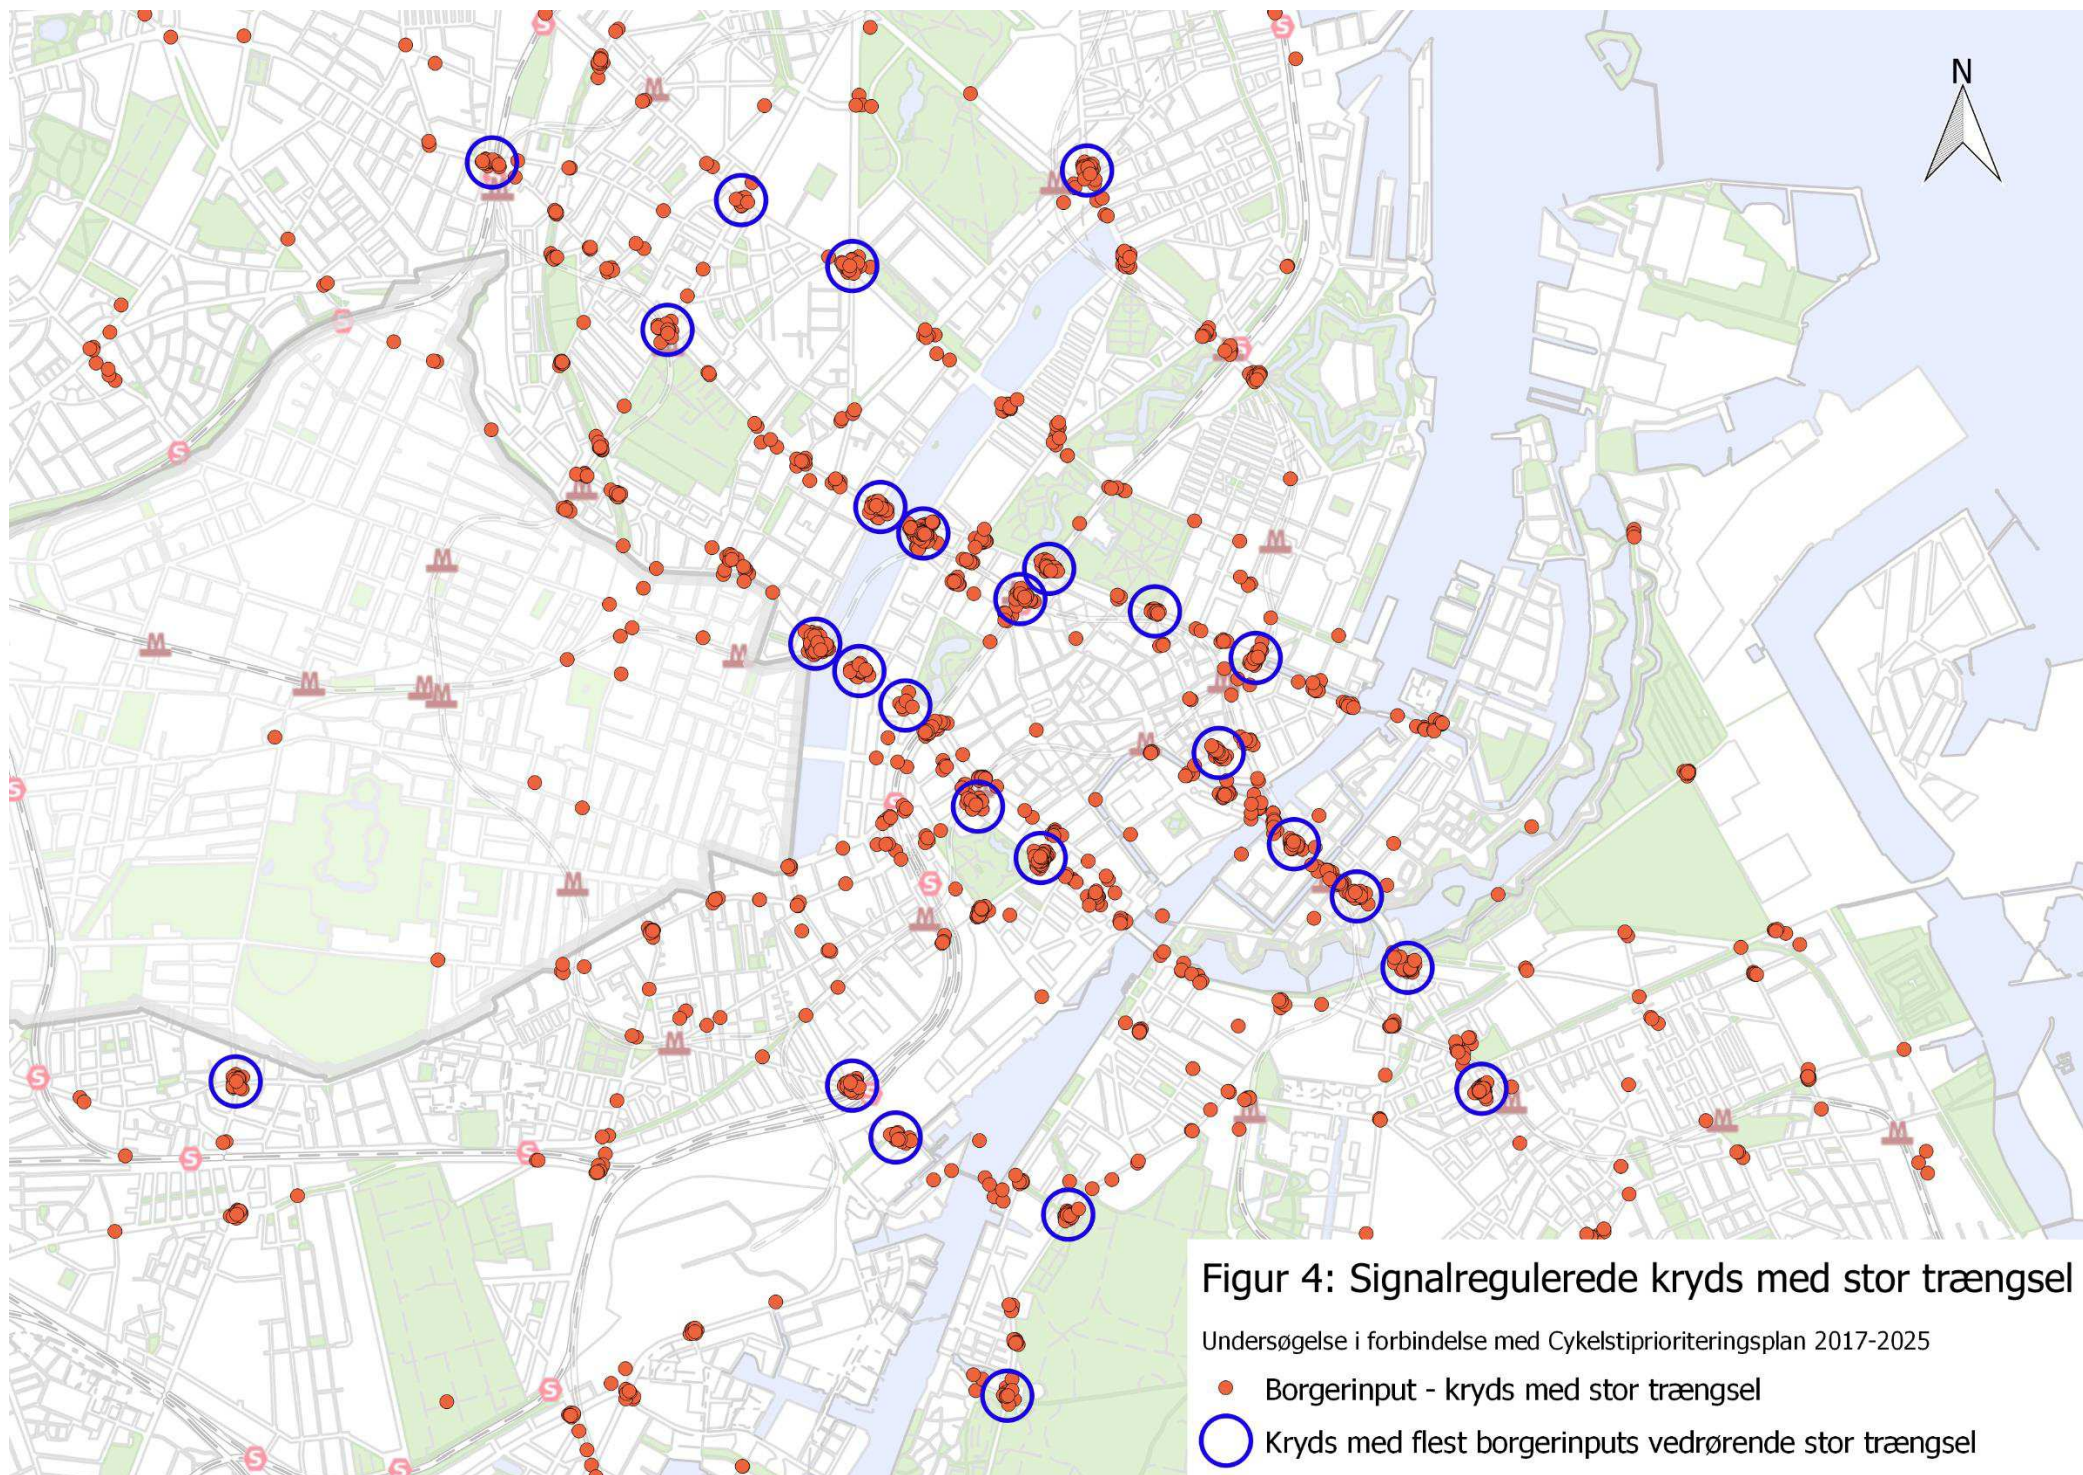 N
Figur 4: Signalregulerede kryds med stor trængsel
Undersøgelse i forbindelse med Cykelstiprioriteringsplan 2017-2025
Borgerinput - kryds med stor trængsel
Kryds med flest borgerinputs vedrørende stor trængsel